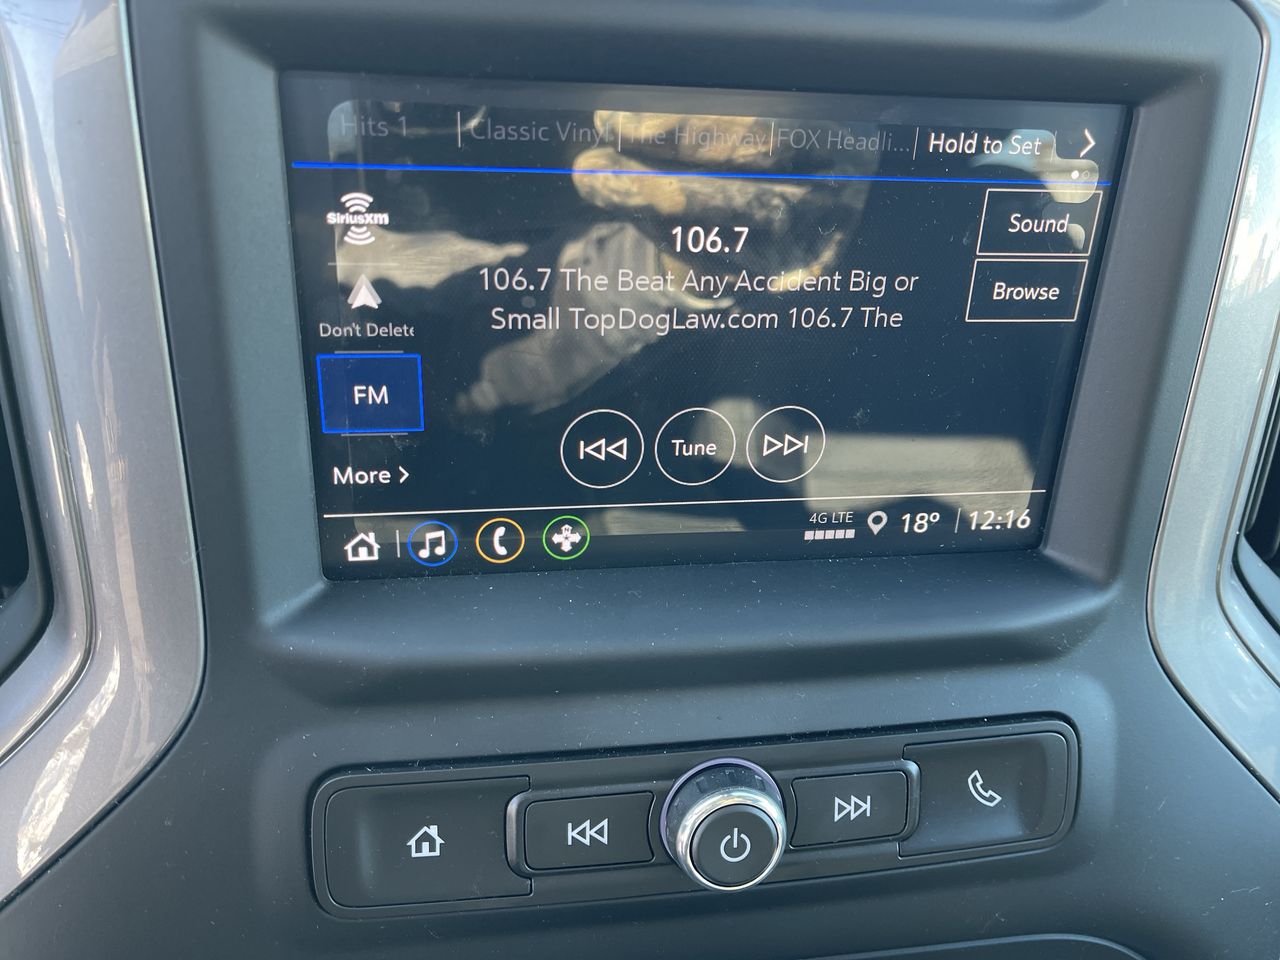 Hits 1 Classic Vinyl The Highway FOX Headli... Hold to Set
SiriusXM
106.7
Sound
106.7 The Beat Any Accident Big or
Small TopDogLaw.com 106.7 The
Browse
Don't Delete
FM
Tune
More
4G LTE
18° 12:16